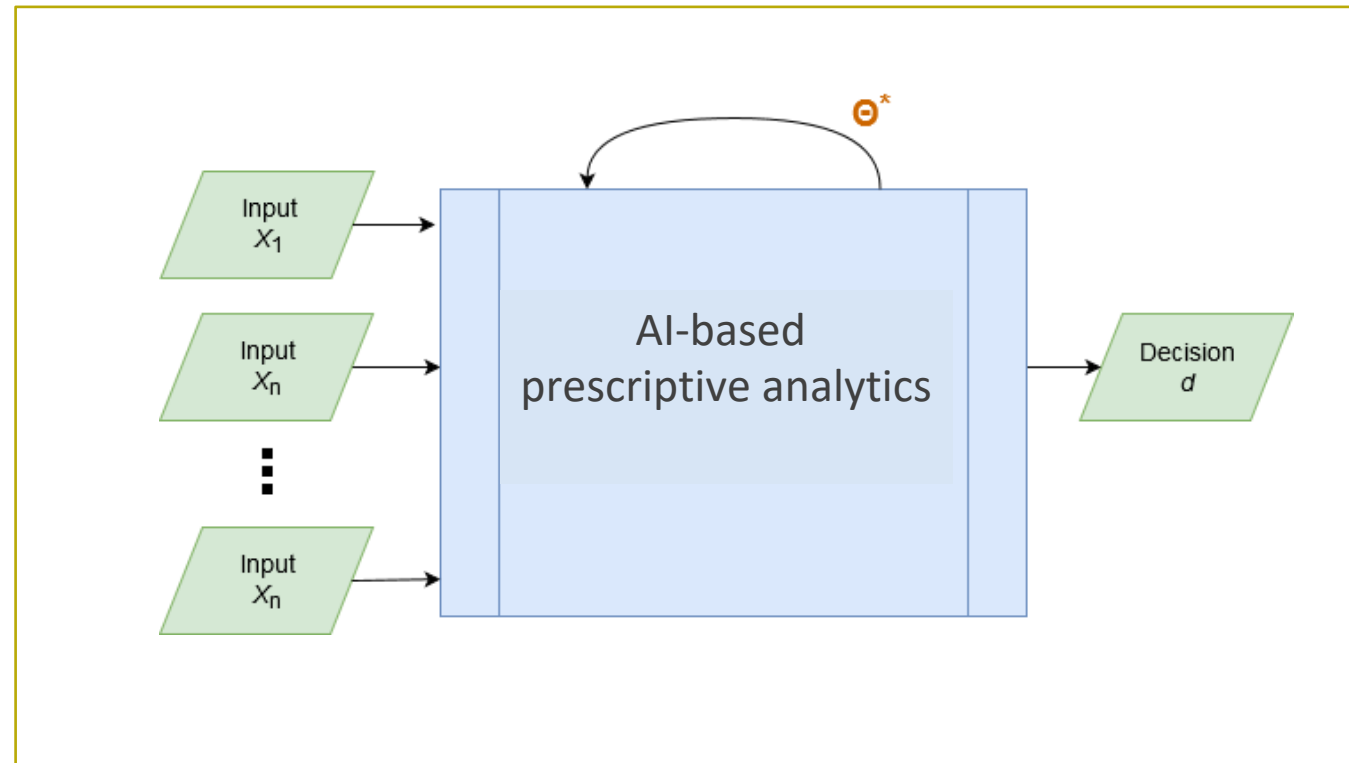 Θ*
Input
X1
Input
Xn
AI-based
prescriptive analytics
Decision
d
Input
Xn